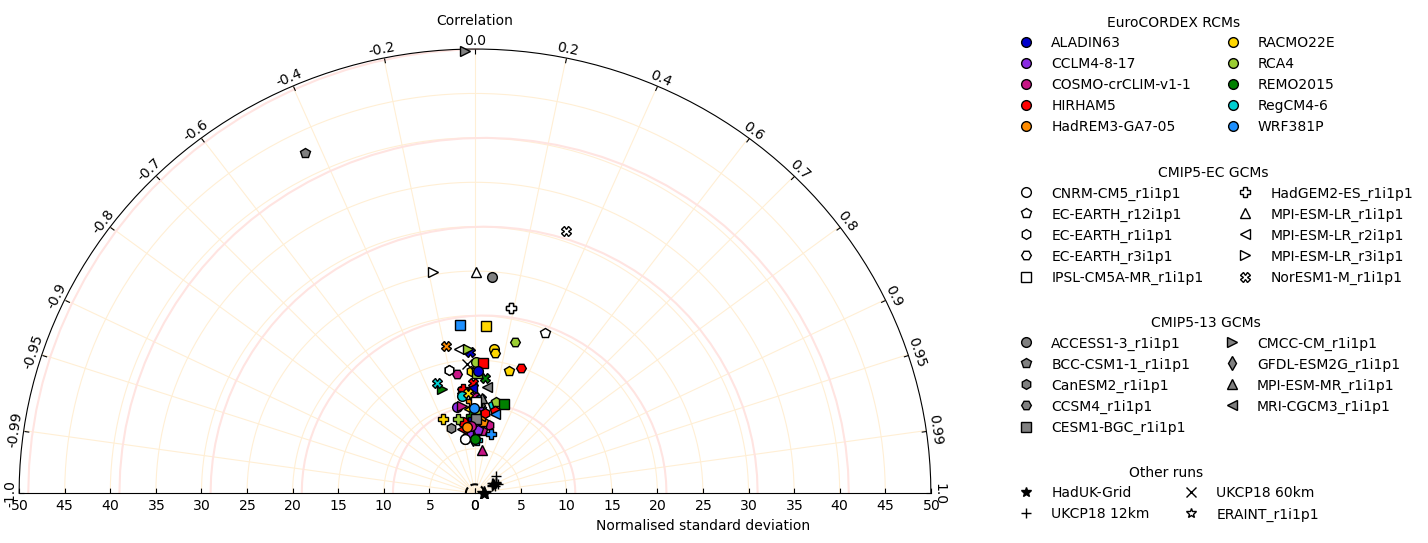 Correlation
-0.2 0.0 0.2
-0.4 0.4
-0.6 0.6
-0.7 0.7
-0.8 0.8
-0.9 0.9
-0.95 0.95
-0.99 0.99
-1.0 1.0
50 45 40 35 30 25 20 15 10 5 0 5 10 15 20 25 30 35 40 45 50
Normalised standard deviation
EuroCORDEX RCMs
ALADIN63 RACMO22E
CCLM4-8-17 RCA4
COSMO-crCLIM-v1-1 REMO2015
HIRHAM5 RegCM4-6
HadREM3-GA7-05 WRF381P
CMIP5-EC GCMs
CNRM-CM5_r1i1p1 HadGEM2-ES_r1i1p1
EC-EARTH_r12i1p1 MPI-ESM-LR_r1i1p1
EC-EARTH_r1i1p1 MPI-ESM-LR_r2i1p1
EC-EARTH_r3i1p1 MPI-ESM-LR_r3i1p1
IPSL-CM5A-MR_r1i1p1 NorESM1-M_r1i1p1
CMIP5-13 GCMs
ACCESS1-3_r1i1p1 CMCC-CM_r1i1p1
BCC-CSM1-1_r1i1p1 GFDL-ESM2G_r1i1p1
CanESM2_r1i1p1 MPI-ESM-MR_r1i1p1
CCSM4_r1i1p1 MRI-CGCM3_r1i1p1
CESM1-BGC_r1i1p1
Other runs
HadUK-Grid UKCP18 60km
UKCP18 12km ERAINT_r1i1p1